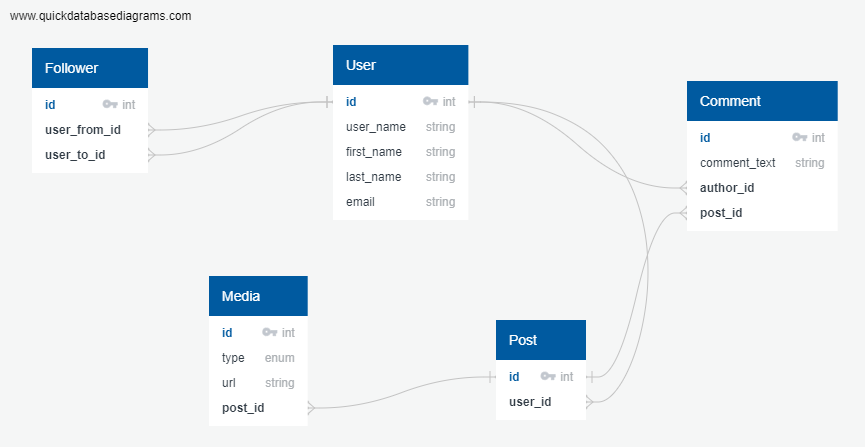 www.quickdatabasediagrams.com
Follower
id int
user_from_id
user_to_id
User
id int
user_name string
first_name string
last_name string
email string
Comment
id int
comment_text string
author_id
post_id
Media
id int
type enum
url string
post_id
Post
id int
user_id